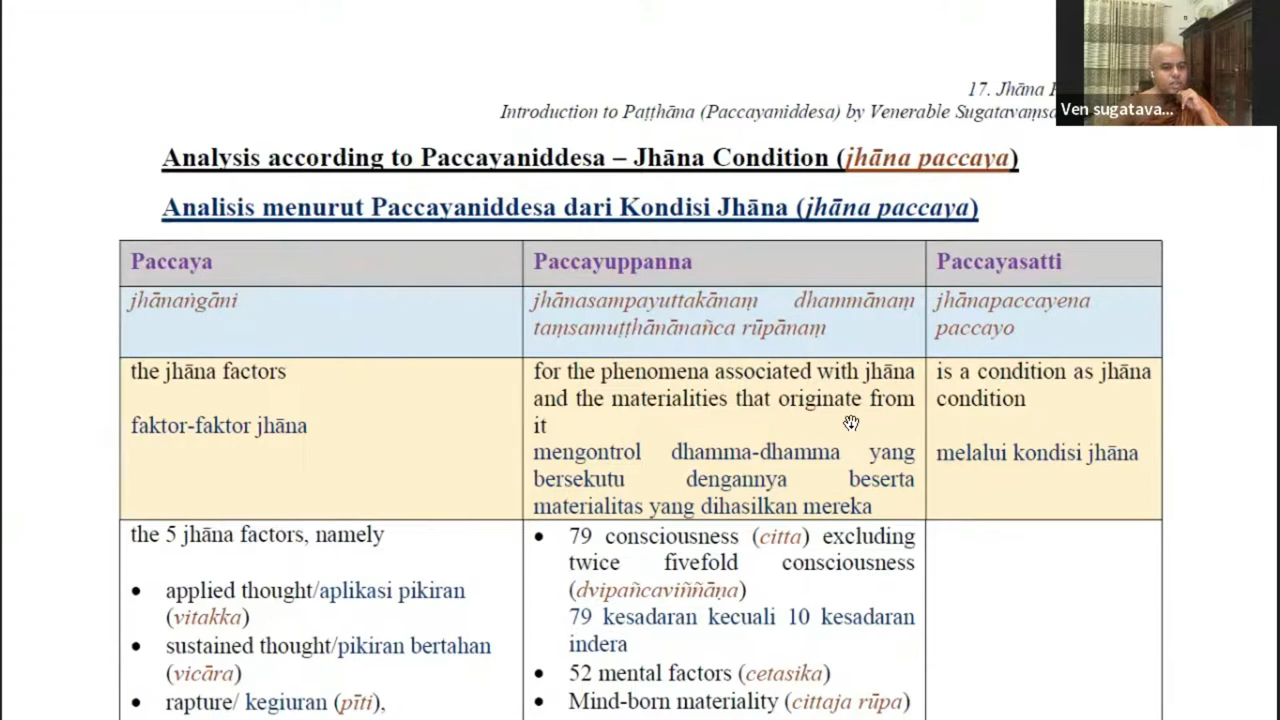 17. Jhāna
Introduction to Paṭṭhāna (Paccayaniddesa) by Venerable Sugatavaṃsa
Ven sugatava...
Analysis according to Paccayaniddesa – Jhāna Condition (jhāna paccaya)
Analisis menurut Paccayaniddesa dari Kondisi Jhāna (jhāna paccaya)
Paccaya
jhānaṅgāni
the jhāna factors
faktor-faktor jhāna
the 5 jhāna factors, namely
• applied thought/aplikasi pikiran
(vitakka)
• sustained thought/pikiran bertahan
(vicāra)
• rapture/ kegiuran (pīti),
Paccayuppanna
jhānasampayuttakānaṃ dhammānaṃ
taṃsamuṭṭhānānañca rūpānaṃ
for the phenomena associated with jhāna
and the materialities that originate from
it
mengontrol dhamma-dhamma yang
bersekutu dengannya beserta
materialitas yang dihasilkan mereka
• 79 consciousness (citta) excluding
twice fivefold consciousness
(dvipañcaviññāṇa)
79 kesadaran kecuali 10 kesadaran
indera
• 52 mental factors (cetasika)
• Mind-born materiality (cittaja rūpa)
Paccayasatti
jhānapaccayena
paccayo
is a condition as jhāna
condition
melalui kondisi jhāna